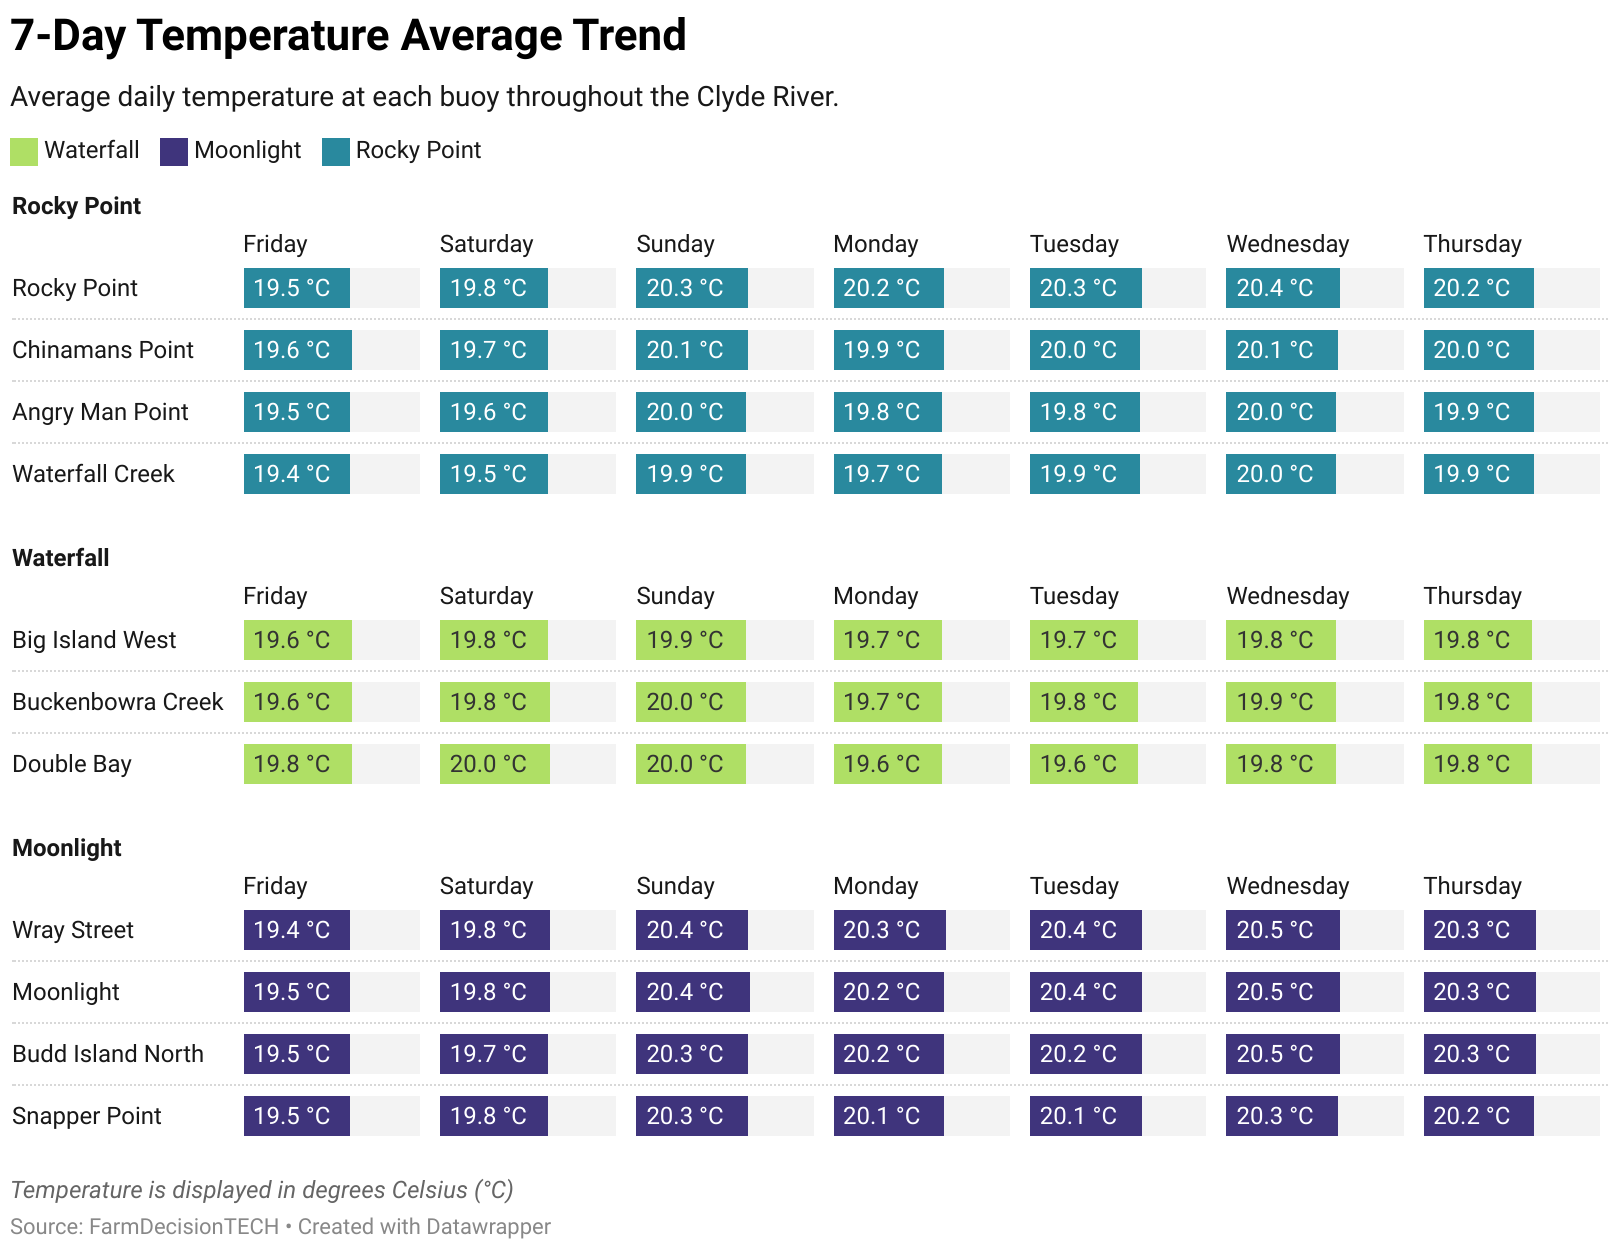 7-Day Temperature Average Trend
Average daily temperature at each buoy throughout the Clyde River.
Waterfall Moonlight Rocky Point
Rocky Point
Friday Saturday Sunday Monday Tuesday Wednesday Thursday
Rocky Point 19.5 °C 19.8 °C 20.3 °C 20.2 °C 20.3 °C 20.4 °C 20.2 °C
Chinamans Point 19.6 °C 19.7 °C 20.1 °C 19.9 °C 20.0 °C 20.1 °C 20.0 °C
Angry Man Point 19.5 °C 19.6 °C 20.0 °C 19.8 °C 19.8 °C 20.0 °C 19.9 °C
Waterfall Creek 19.4 °C 19.5 °C 19.9 °C 19.7 °C 19.9 °C 20.0 °C 19.9 °C
Waterfall
Friday Saturday Sunday Monday Tuesday Wednesday Thursday
Big Island West 19.6 °C 19.8 °C 19.9 °C 19.7 °C 19.7 °C 19.8 °C 19.8 °C
Buckenbowra Creek 19.6 °C 19.8 °C 20.0 °C 19.7 °C 19.8 °C 19.9 °C 19.8 °C
Double Bay 19.8 °C 20.0 °C 20.0 °C 19.6 °C 19.6 °C 19.8 °C 19.8 °C
Moonlight
Friday Saturday Sunday Monday Tuesday Wednesday Thursday
Wray Street 19.4 °C 19.8 °C 20.4 °C 20.3 °C 20.4 °C 20.5 °C 20.3 °C
Moonlight 19.5 °C 19.8 °C 20.4 °C 20.2 °C 20.4 °C 20.5 °C 20.3 °C
Budd Island North 19.5 °C 19.7 °C 20.3 °C 20.2 °C 20.2 °C 20.5 °C 20.3 °C
Snapper Point 19.5 °C 19.8 °C 20.3 °C 20.1 °C 20.1 °C 20.3 °C 20.2 °C
Temperature is displayed in degrees Celsius (°C)
Source: FarmDecisionTECH • Created with Datawrapper